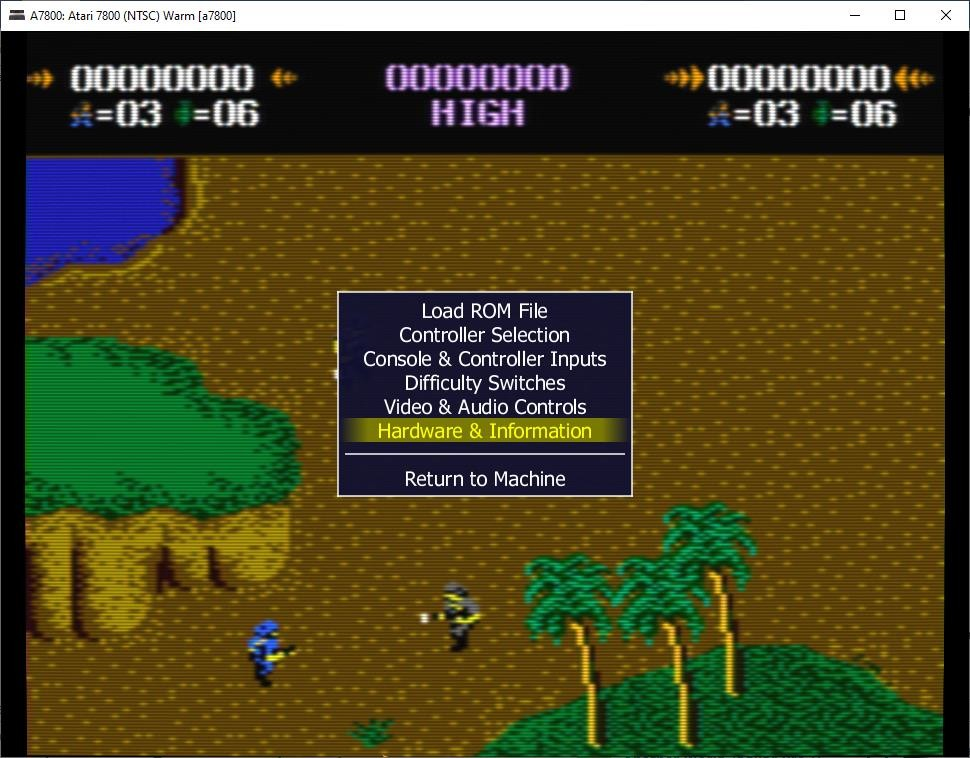 A7800: Atari 7800 (NTSC) Warm [a7800]
00000000 00000000 00000000
=03 =06 HIGH =03 =06
Load ROM File
Controller Selection
Console & Controller Inputs
Difficulty Switches
Video & Audio Controls
Hardware & Information
Return to Machine